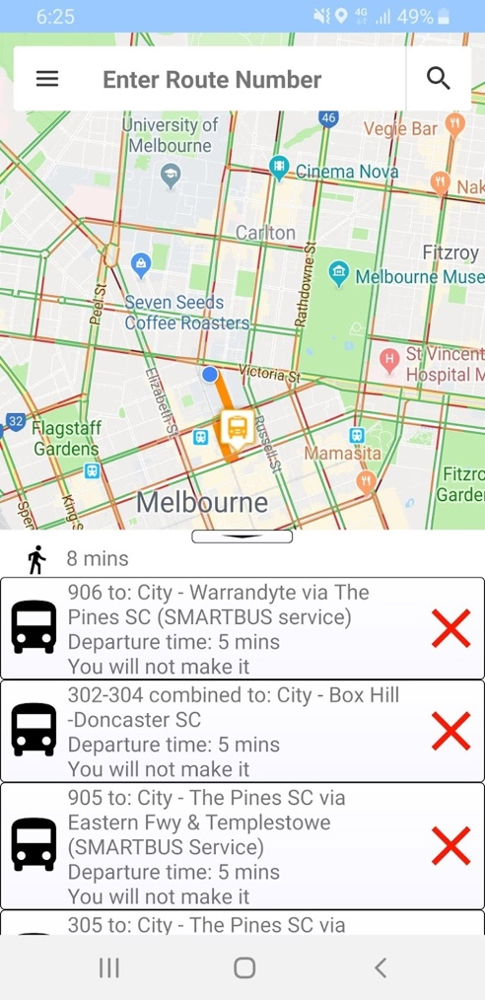 6:25
4G
49%
Enter Route Number
University of
Melbourne
46
Vegie Bar
Cinema Nova
Nak
Carlton
Rathdowne St
Fitzroy
Melbourne Muse
Peel St
Seven Seeds
Coffee Roasters
St Vincent
Hospital M
Victoria St
Elizabeth St
32
Flagstaff
Gardens
Russell St
Mamasita
Fitzro
Garde
Melbourne
King S
Spen
8 mins
906 to: City - Warrandyte via The
Pines SC (SMARTBUS service)
Departure time: 5 mins
You will not make it
302-304 combined to: City - Box Hill
-Doncaster SC
Departure time: 5 mins
You will not make it
905 to: City - The Pines SC via
Eastern Fwy & Templestowe
(SMARTBUS Service)
Departure time: 5 mins
You will not make it
305 to: City - The Pines SC via